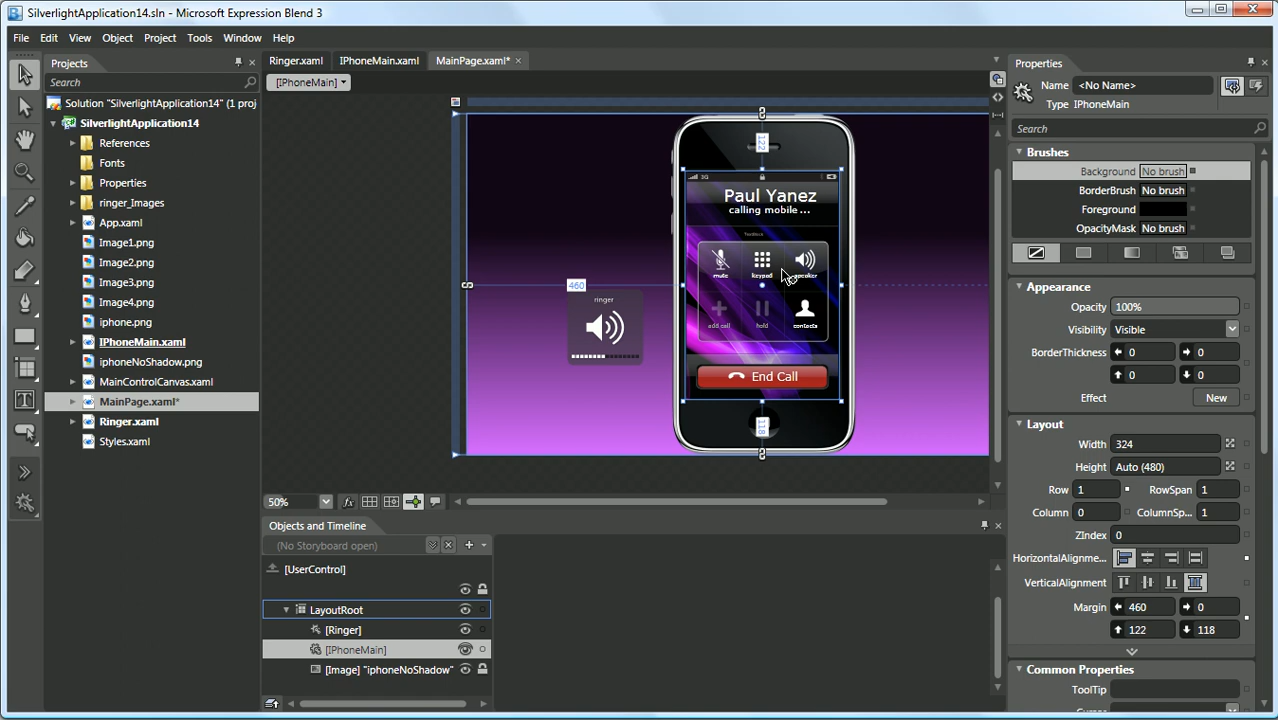 SilverlightApplication14.sln - Microsoft Expression Blend 3
File Edit View Object Project Tools Window Help
Projects
Search
Solution "SilverlightApplication14" (1 proj
SilverlightApplication14
References
Fonts
Properties
ringer_Images
App.xaml
Image1.png
Image2.png
Image3.png
Image4.png
iphone.png
IPhoneMain.xaml
iphoneNoShadow.png
MainControlCanvas.xaml
MainPage.xaml*
Ringer.xaml
Styles.xaml
Ringer.xaml IPhoneMain.xaml MainPage.xaml*
[IPhoneMain]
122
3G
Paul Yanez
calling mobile ...
TextBlock
mute keypad speaker
460
ringer
add call hold contacts
End Call
118
50%
Objects and Timeline
(No Storyboard open)
[UserControl]
LayoutRoot
[Ringer]
[IPhoneMain]
[Image] "iphoneNoShadow"
Properties
Name <No Name>
Type IPhoneMain
Search
Brushes
Background No brush
BorderBrush No brush
Foreground
OpacityMask No brush
Appearance
Opacity 100%
Visibility Visible
BorderThickness 0 0
0 0
Effect New
Layout
Width 324
Height Auto (480)
Row 1 RowSpan 1
Column 0 ColumnSp... 1
ZIndex 0
HorizontalAlignme...
VerticalAlignment
Margin 460 0
122 118
Common Properties
ToolTip